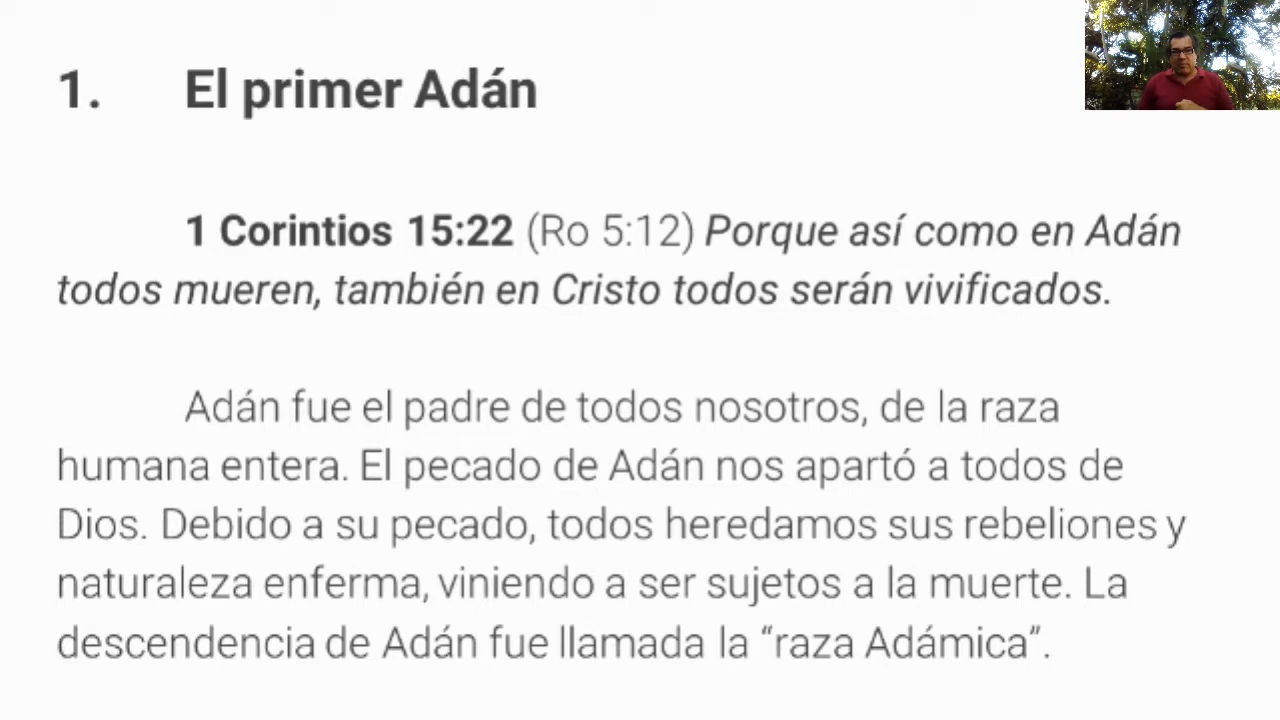 1. El primer Adán
1 Corintios 15:22 (Ro 5:12) Porque así como en Adán
todos mueren, también en Cristo todos serán vivificados.
Adán fue el padre de todos nosotros, de la raza
humana entera. El pecado de Adán nos apartó a todos de
Dios. Debido a su pecado, todos heredamos sus rebeliones y
naturaleza enferma, viniendo a ser sujetos a la muerte. La
descendencia de Adán fue llamada la “raza Adámica”.